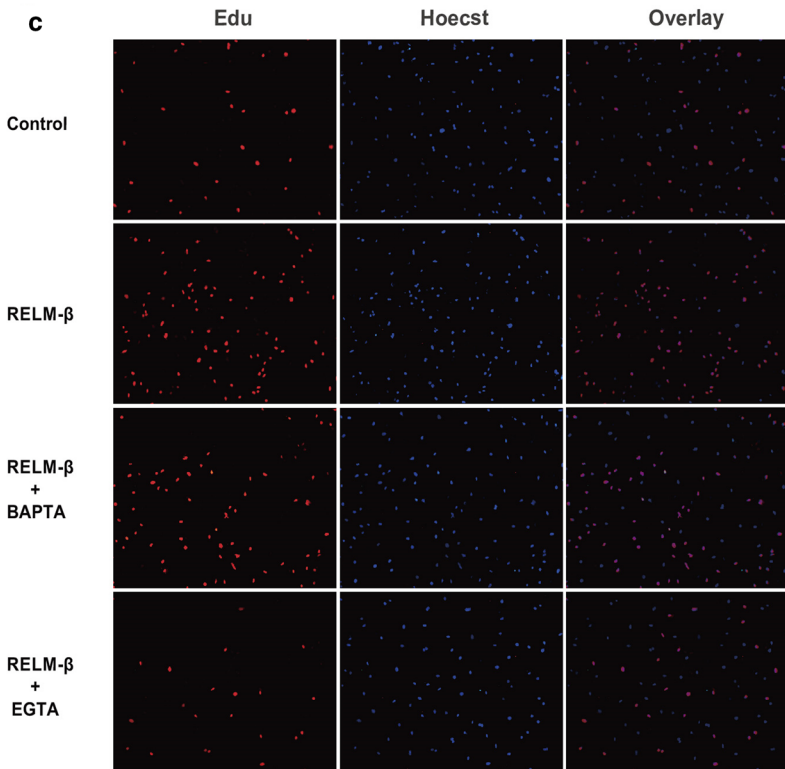 c
Edu Hoecst Overlay
Control
RELM-β
RELM-β
+
BAPTA
RELM-β
+
EGTA